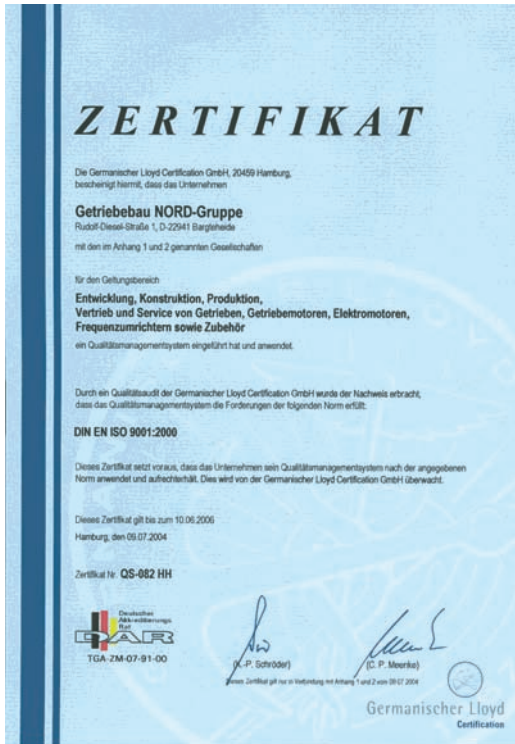 ZERTIFIKAT
Die Germanischer Lloyd Certification GmbH, 20459 Hamburg,
bescheinigt hiermit, dass das Unternehmen
Getriebebau NORD-Gruppe
Rudolf-Diesel-Straße 1, D-22941 Bargteheide
mit den im Anhang 1 und 2 genannten Gesellschaften
für den Geltungsbereich
Entwicklung, Konstruktion, Produktion,
Vertrieb und Service von Getrieben, Getriebemotoren, Elektromotoren,
Frequenzumrichtern sowie Zubehör
ein Qualitätsmanagementsystem eingeführt hat und anwendet.
Durch ein Qualitätsaudit der Germanischer Lloyd Certification GmbH wurde der Nachweis erbracht,
dass das Qualitätsmanagementsystem die Forderungen der folgenden Norm erfüllt:
DIN EN ISO 9001:2000
Dieses Zertifikat setzt voraus, dass das Unternehmen sein Qualitätsmanagementsystem nach der angegebenen
Norm anwendet und aufrechterhält. Dies wird von der Germanischer Lloyd Certification GmbH überwacht.
Dieses Zertifikat gilt bis zum 10.06.2006
Hamburg, den 09.07.2004
Zertifikat Nr. QS-082 HH
Deutscher
Akkreditierungs
Rat
DAR
TGA-ZM-07-91-00
(K.-P. Schröder)
(C. P. Meenke)
Dieses Zertifikat gilt nur in Verbindung mit Anhang 1 und 2 vom 09.07.2004
Germanischer Lloyd
Certification